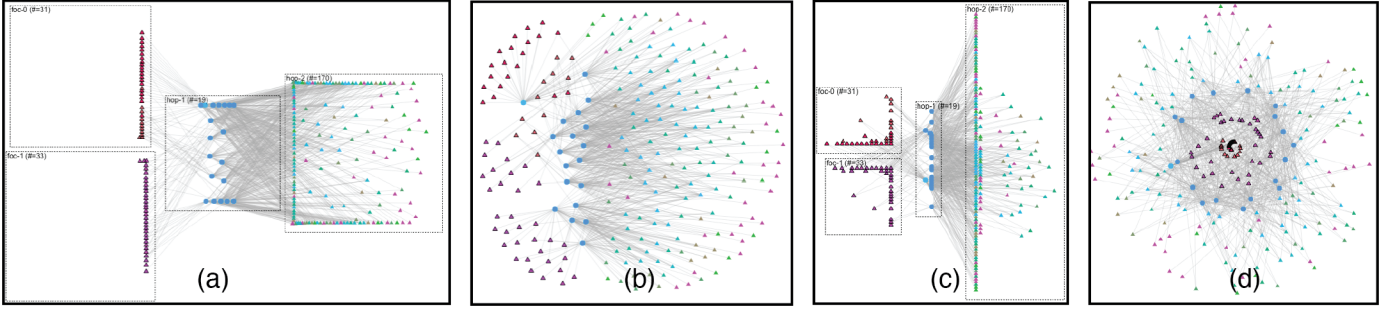 foc-0 (#=31)
hop-1 (#=19)
hop-2 (#=170)
foc-1 (#=33)
(a)
(b)
hop-2 (#=170)
foc-0 (#=31)
hop-1 (#=19)
foc-1 (#=33)
(c)
(d)